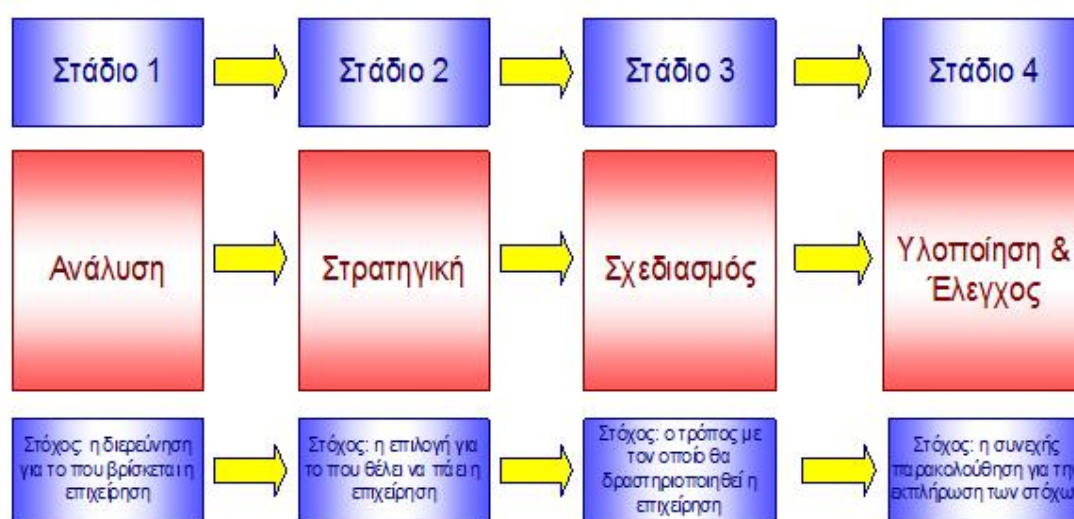 Στάδιο 1
Στάδιο 2
Στάδιο 3
Στάδιο 4
Ανάλυση
Στρατηγική
Σχεδιασμός
Υλοποίηση &
Έλεγχος
Στόχος: η διερεύνηση
για το που βρίσκεται η
επιχείρηση
Στόχος: η επιλογή για
το που θέλει να πάει η
επιχείρηση
Στόχος: ο τρόπος με
τον οποίο θα
δραστηριοποιηθεί η
επιχείρηση
Στόχος: η συνεχής
παρακολούθηση για την
εκπλήρωση των στόχω